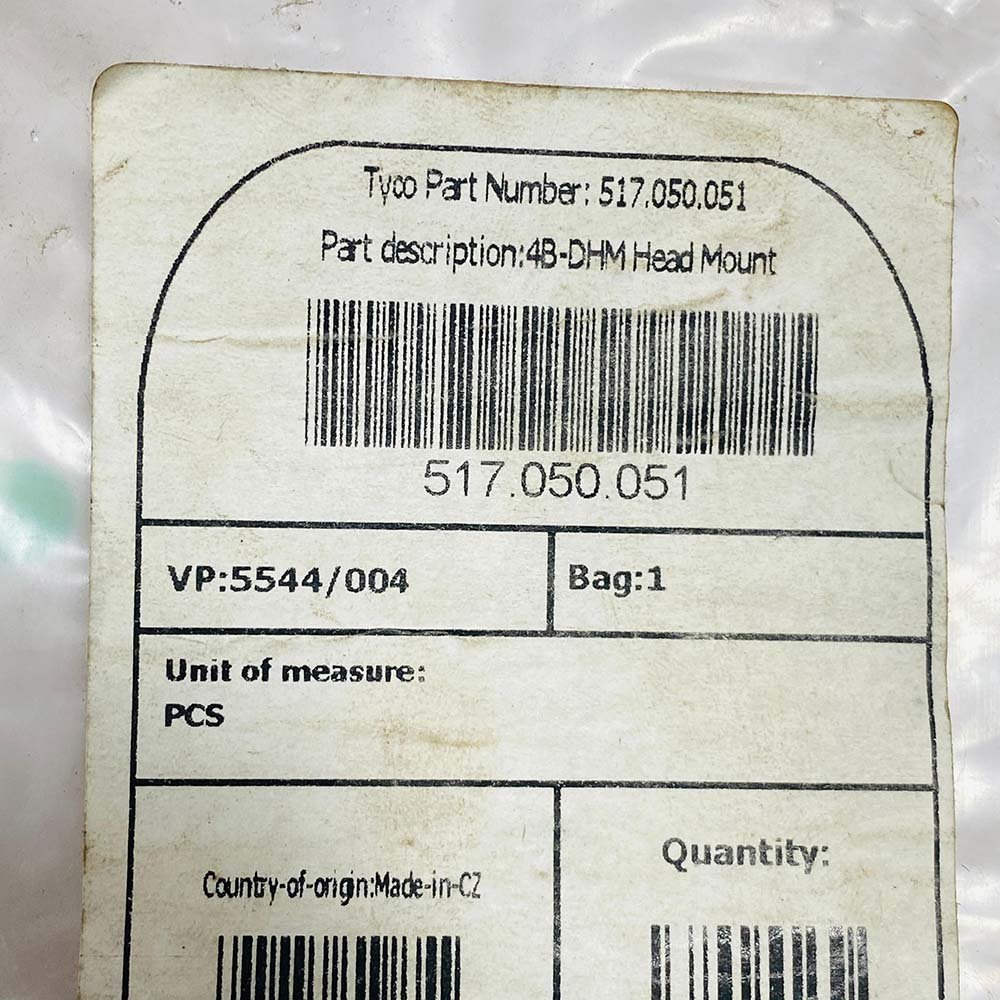 Tyco Part Number: 517.050.051
Part description:4B-DHM Head Mount
517.050.051
VP:5544/004
Bag:1
Unit of measure:
PCS
Quantity:
Country-of-origin:Made-in-CZ